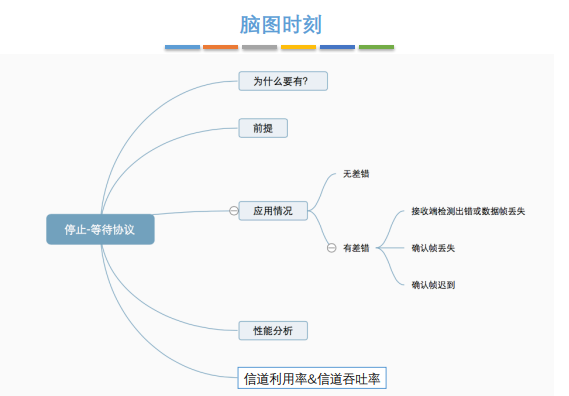 脑图时刻
为什么要有?
前提
停止-等待协议
应用情况
无差错
有差错
接收端检测出错或数据帧丢失
确认帧丢失
确认帧迟到
性能分析
信道利用率&信道吞吐率